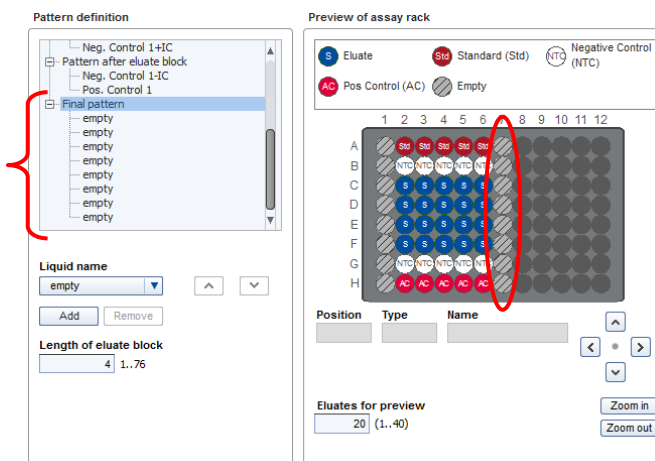 Pattern definition
Neg. Control 1+IC
Pattern after eluate block
Neg. Control 1-IC
Pos. Control 1
Final pattern
empty
empty
empty
empty
empty
empty
empty
empty
Liquid name
empty
Add Remove
Length of eluate block
4 1..76
Preview of assay rack
S Eluate Std Standard (Std) NTC Negative Control (NTC)
AC Pos Control (AC) Empty
1 2 3 4 5 6 7 8 9 10 11 12
A Std Std Std Std Std
B NTC NTC NTC NTC NTC
C S S S S S
D S S S S S
E S S S S S
F S S S S S
G NTC NTC NTC NTC NTC
H AC AC AC AC AC
Position Type Name
Eluates for preview
20 (1..40)
Zoom in
Zoom out